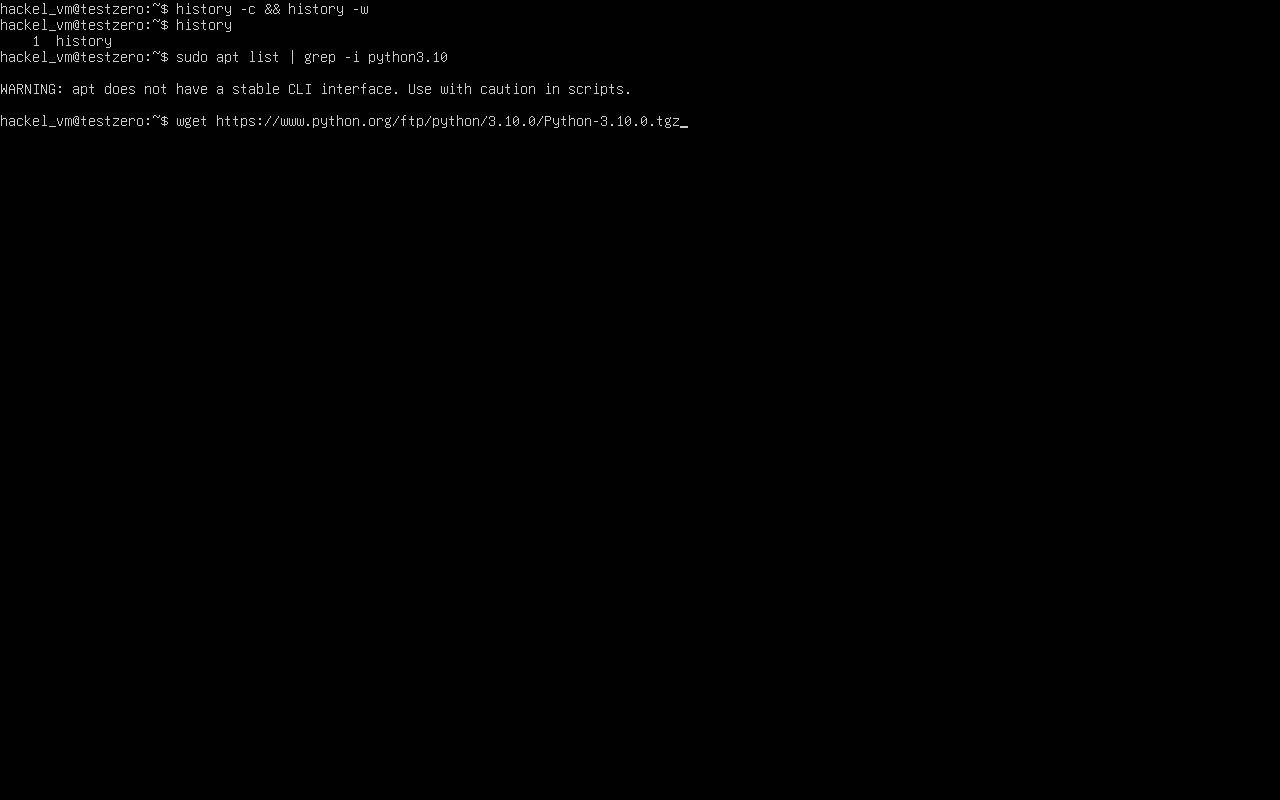 hackel_vm@testzero:~$ history -c && history -w
hackel_vm@testzero:~$ history
    1  history
hackel_vm@testzero:~$ sudo apt list | grep -i python3.10
WARNING: apt does not have a stable CLI interface. Use with caution in scripts.
hackel_vm@testzero:~$ wget https://www.python.org/ftp/python/3.10.0/Python-3.10.0.tgz_